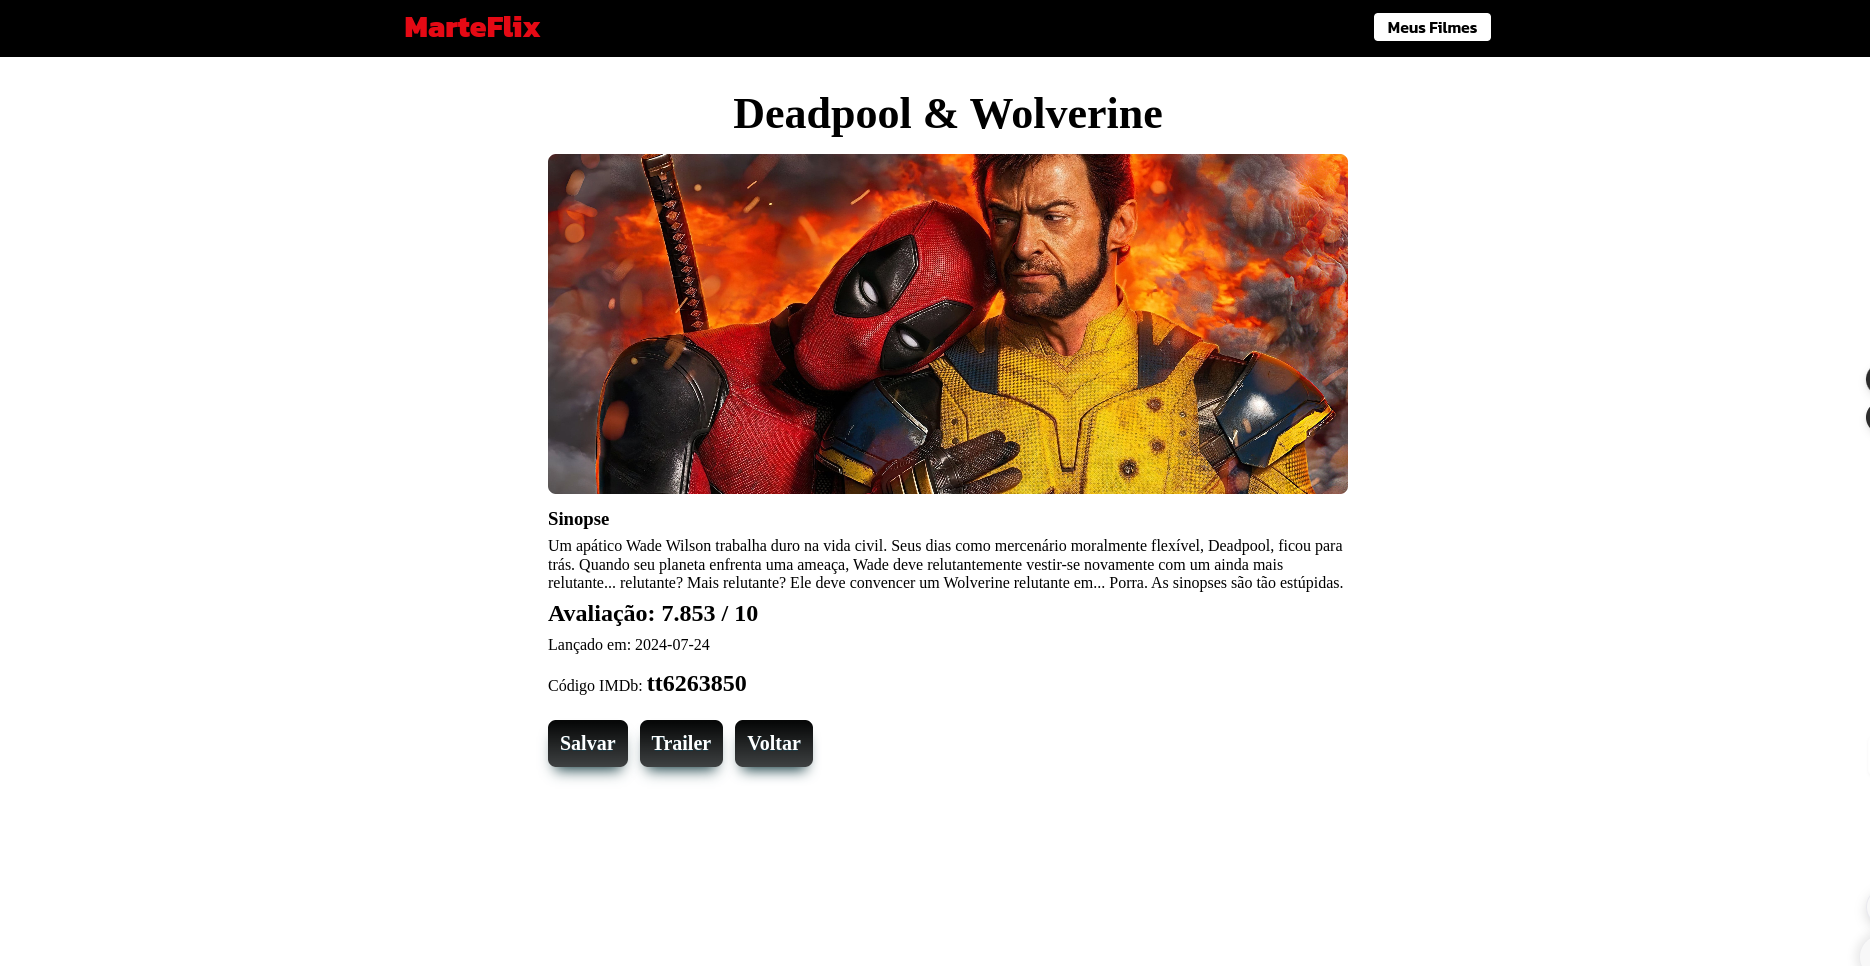 MarteFlix
Meus Filmes
Deadpool & Wolverine
Sinopse
Um apático Wade Wilson trabalha duro na vida civil. Seus dias como mercenário moralmente flexível, Deadpool, ficou para
trás. Quando seu planeta enfrenta uma ameaça, Wade deve relutantemente vestir-se novamente com um ainda mais
relutante... relutante? Mais relutante? Ele deve convencer um Wolverine relutante em... Porra. As sinopses são tão estúpidas.
Avaliação: 7.853 / 10
Lançado em: 2024-07-24
Código IMDb: tt6263850
Salvar
Trailer
Voltar